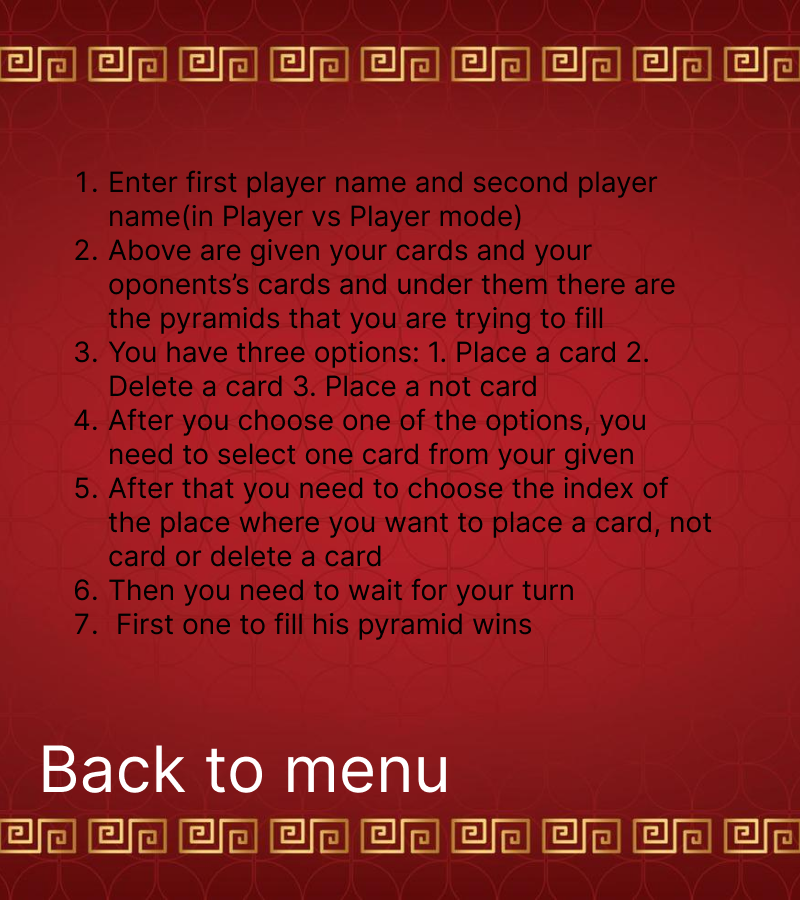 1. Enter first player name and second player
name(in Player vs Player mode)
2. Above are given your cards and your
oponents’s cards and under them there are
the pyramids that you are trying to fill
3. You have three options: 1. Place a card 2.
Delete a card 3. Place a not card
4. After you choose one of the options, you
need to select one card from your given
5. After that you need to choose the index of
the place where you want to place a card, not
card or delete a card
6. Then you need to wait for your turn
7. First one to fill his pyramid wins
Back to menu